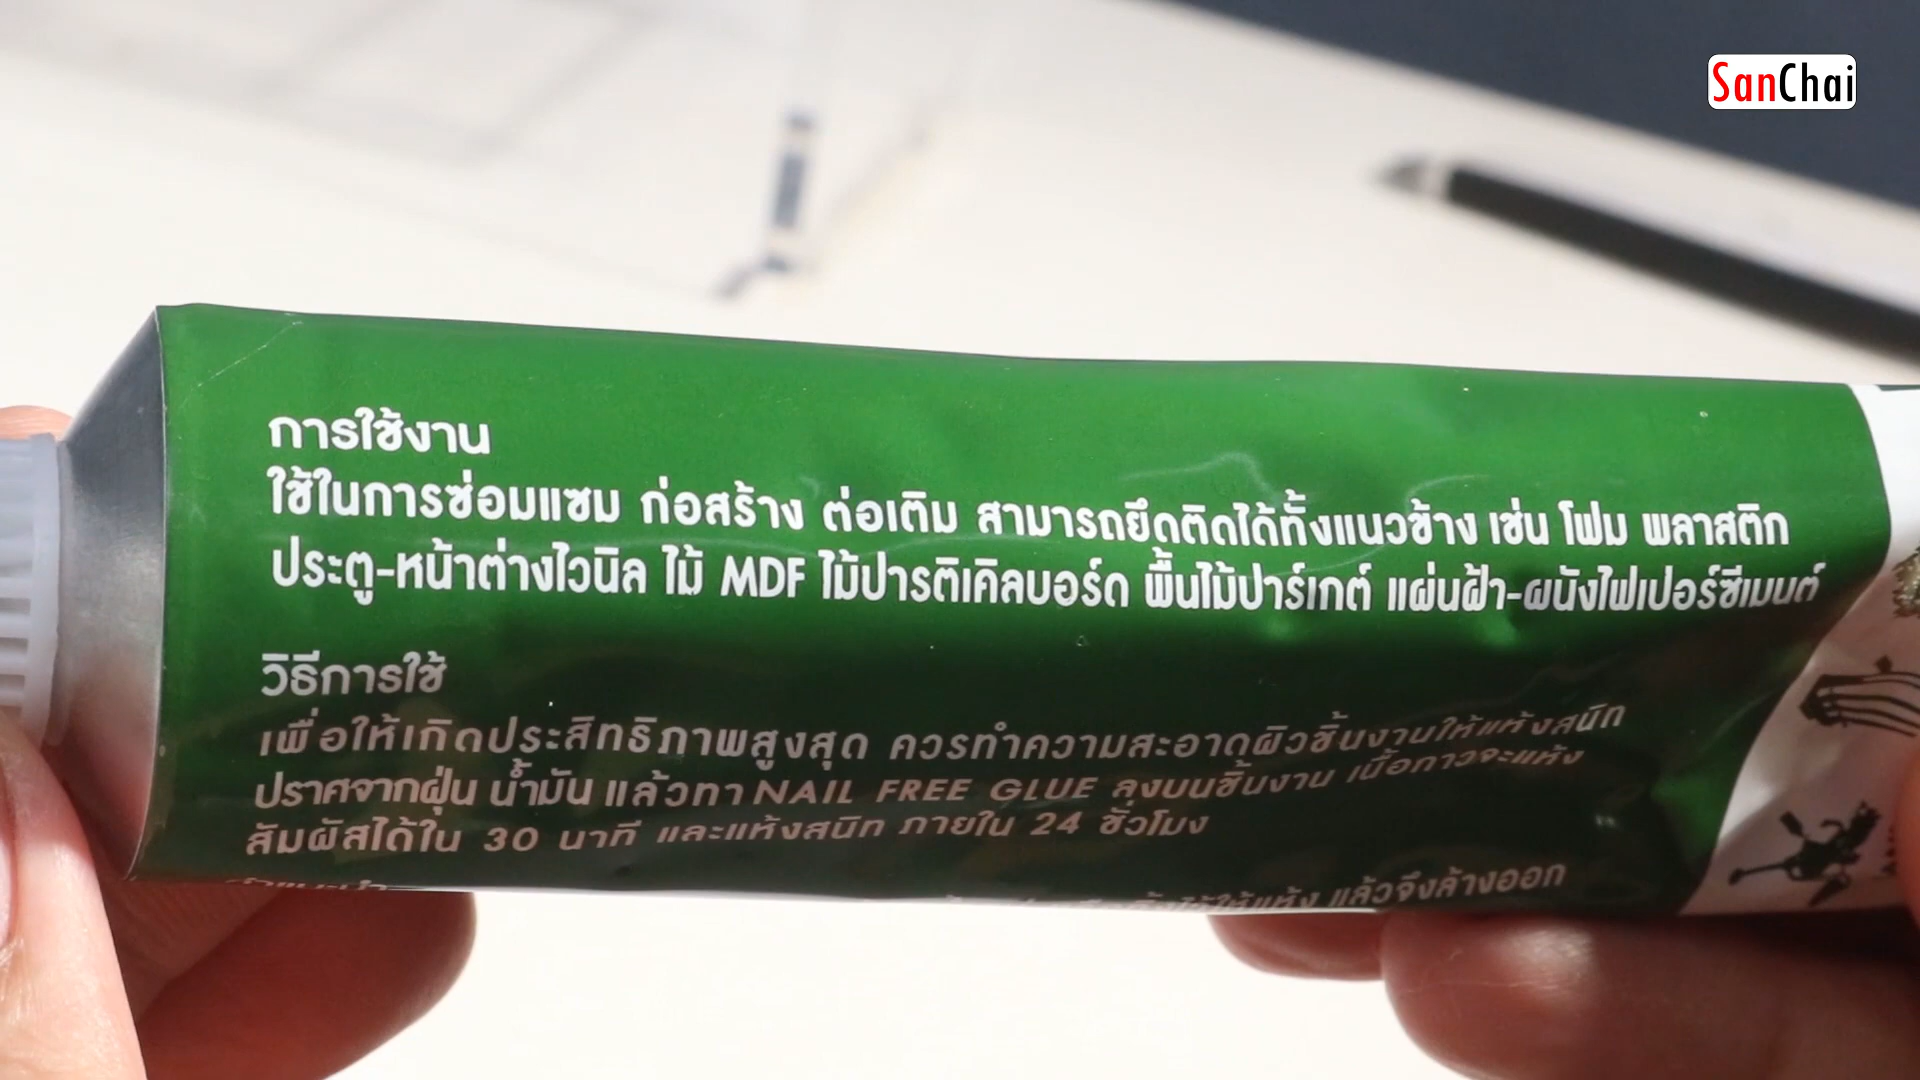 SanChai
การใช้งาน
ใช้ในการซ่อมแซม ก่อสร้าง ต่อเติม สามารถยึดติดได้ทั้งแนวข้าง เช่น โฟม พลาสติก
ประตู-หน้าต่างไวนิล ไม้ MDF ไม้ปารติเคิลบอร์ด พื้นไม้ปาร์เกต์ แผ่นฝ้า-ผนังไฟเปอร์ซีเมนต์
วิธีการใช้
เพื่อให้เกิดประสิทธิภาพสูงสุด ควรทำความสะอาดผิวชิ้นงานให้แห้งสนิท
ปราศจากฝุ่น น้ำมัน แล้วทา NAIL FREE GLUE ลงบนชิ้นงาน เนื้อกาวจะแห้ง
สัมผัสได้ใน 30 นาที และแห้งสนิท ภายใน 24 ชั่วโมง
ให้แห้ง แล้วจึงล้างออก